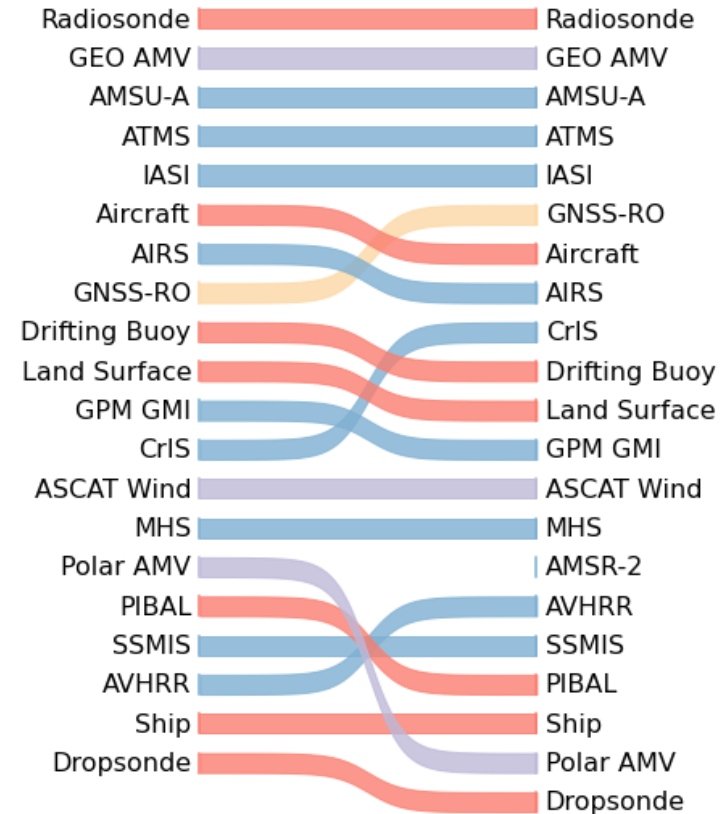 Radiosonde Radiosonde
GEO AMV GEO AMV
AMSU-A AMSU-A
ATMS ATMS
IASI IASI
Aircraft GNSS-RO
AIRS Aircraft
GNSS-RO AIRS
Drifting Buoy CrIS
Land Surface Drifting Buoy
GPM GMI Land Surface
CrIS GPM GMI
ASCAT Wind ASCAT Wind
MHS MHS
Polar AMV AMSR-2
PIBAL AVHRR
SSMIS SSMIS
AVHRR PIBAL
Ship Ship
Dropsonde Polar AMV
Dropsonde